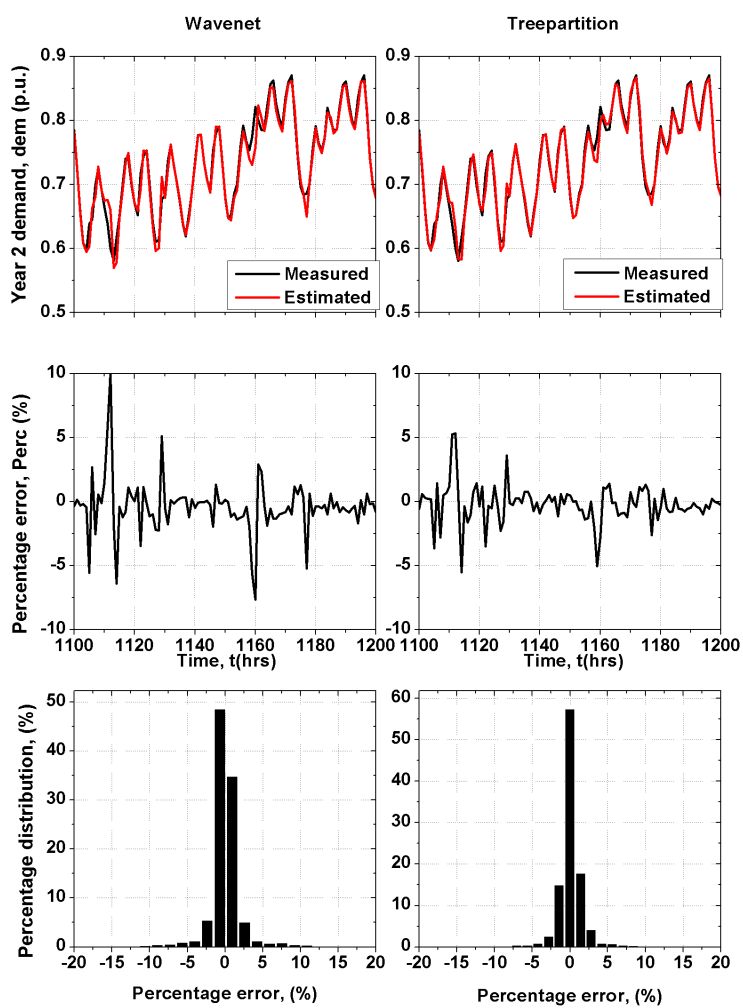 Wavenet
Treepartition
Year 2 demand, dem (p.u.)
0.9
0.8
0.7
0.6
0.5
Measured
Estimated
0.9
0.8
0.7
0.6
0.5
Measured
Estimated
Percentage error, Perc (%)
10
5
0
-5
-10
1100 1120 1140 1160 1180 1200
Time, t(hrs)
10
5
0
-5
-10
1100 1120 1140 1160 1180 1200
Time, t(hrs)
Percentage distribution, (%)
50
40
30
20
10
0
-20 -15 -10 -5 0 5 10 15 20
Percentage error, (%)
60
50
40
30
20
10
0
-20 -15 -10 -5 0 5 10 15 20
Percentage error, (%)